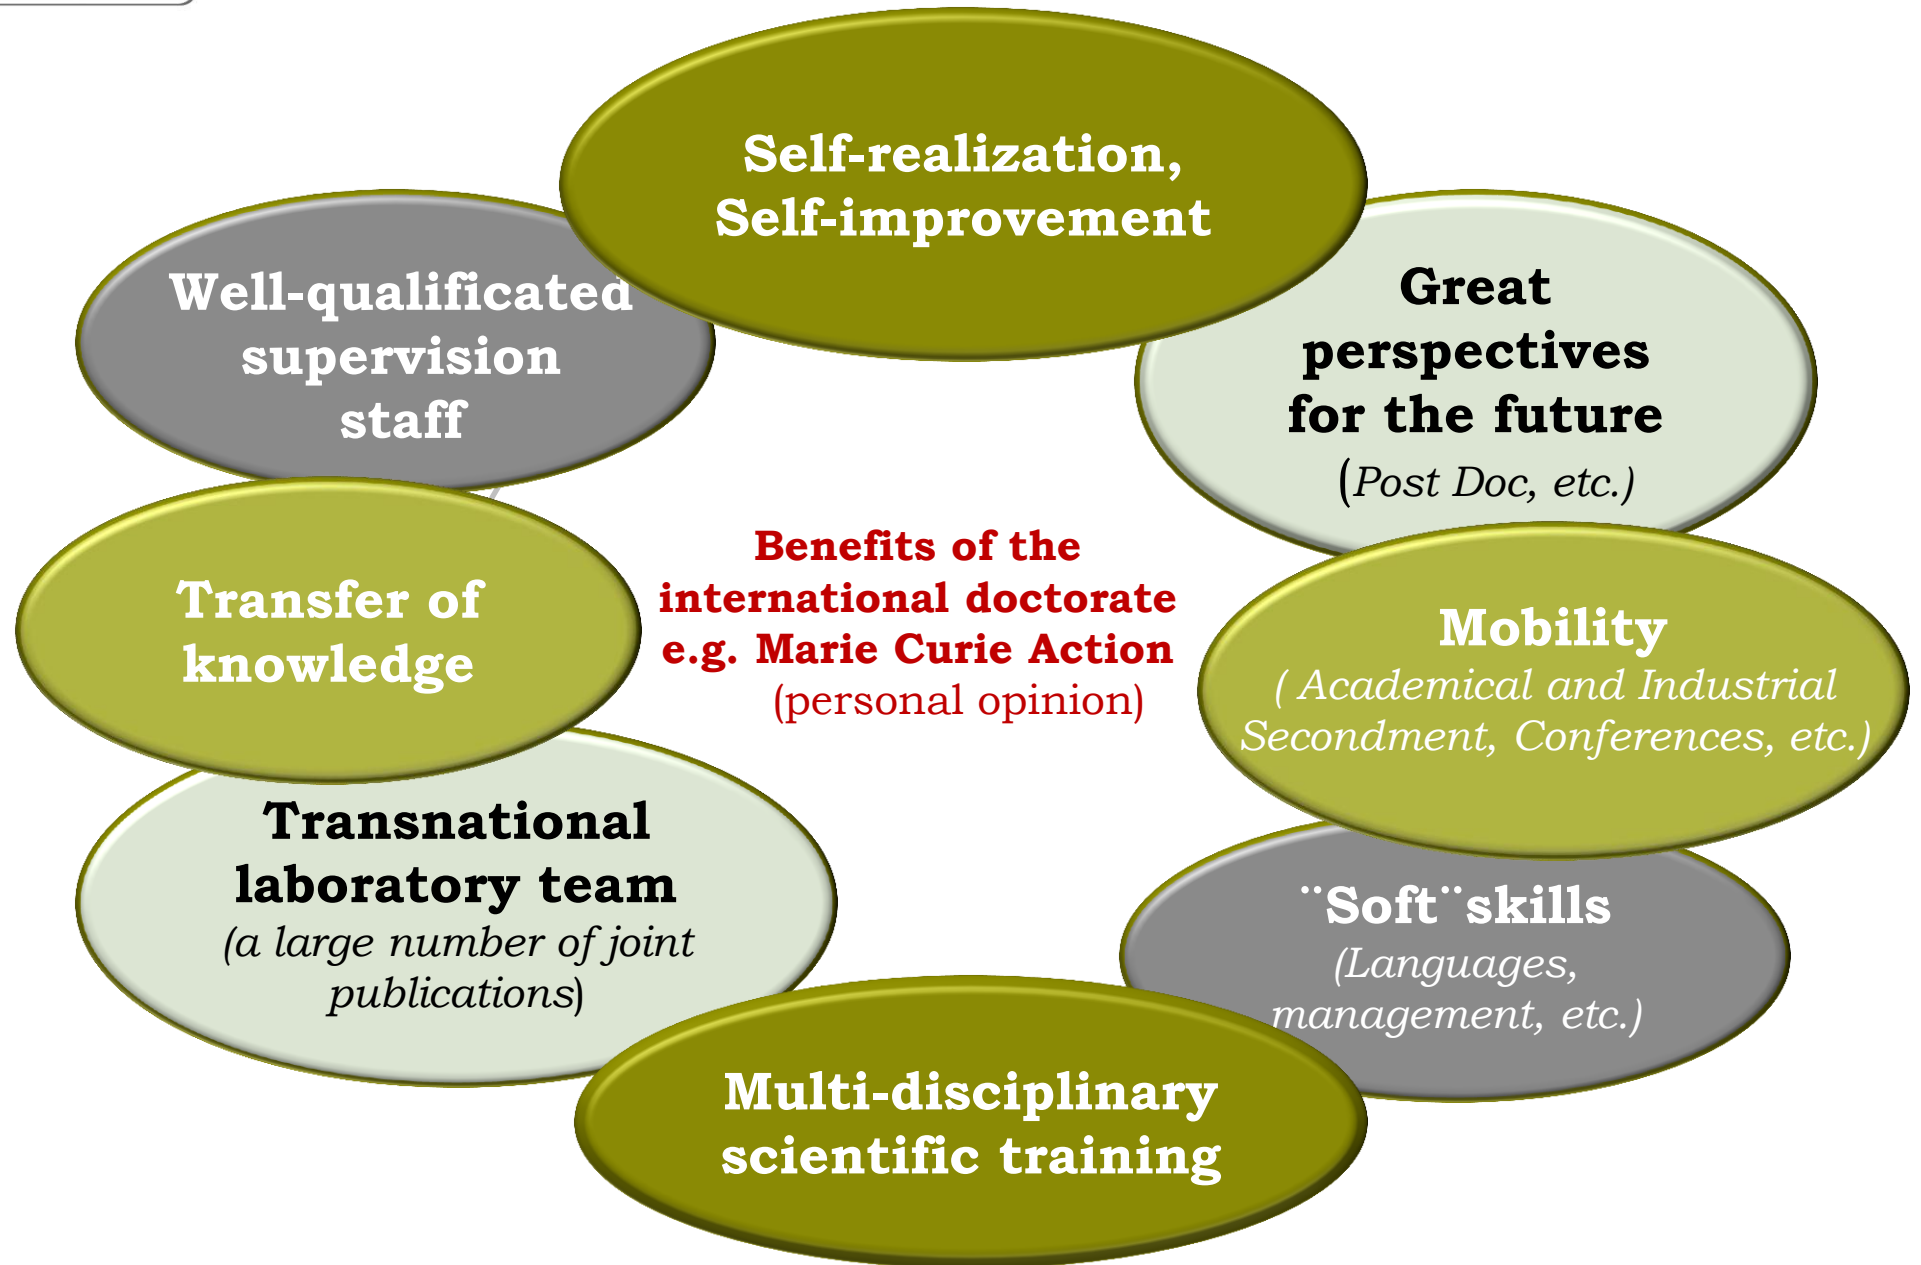 Self-realization,
Self-improvement
Well-qualificated
supervision
staff
Great
perspectives
for the future
(Post Doc, etc.)
Benefits of the
international doctorate
e.g. Marie Curie Action
(personal opinion)
Transfer of
knowledge
Mobility
( Academical and Industrial
Secondment, Conferences, etc.)
Transnational
laboratory team
(a large number of joint
publications)
¨Soft¨skills
(Languages,
management, etc.)
Multi-disciplinary
scientific training